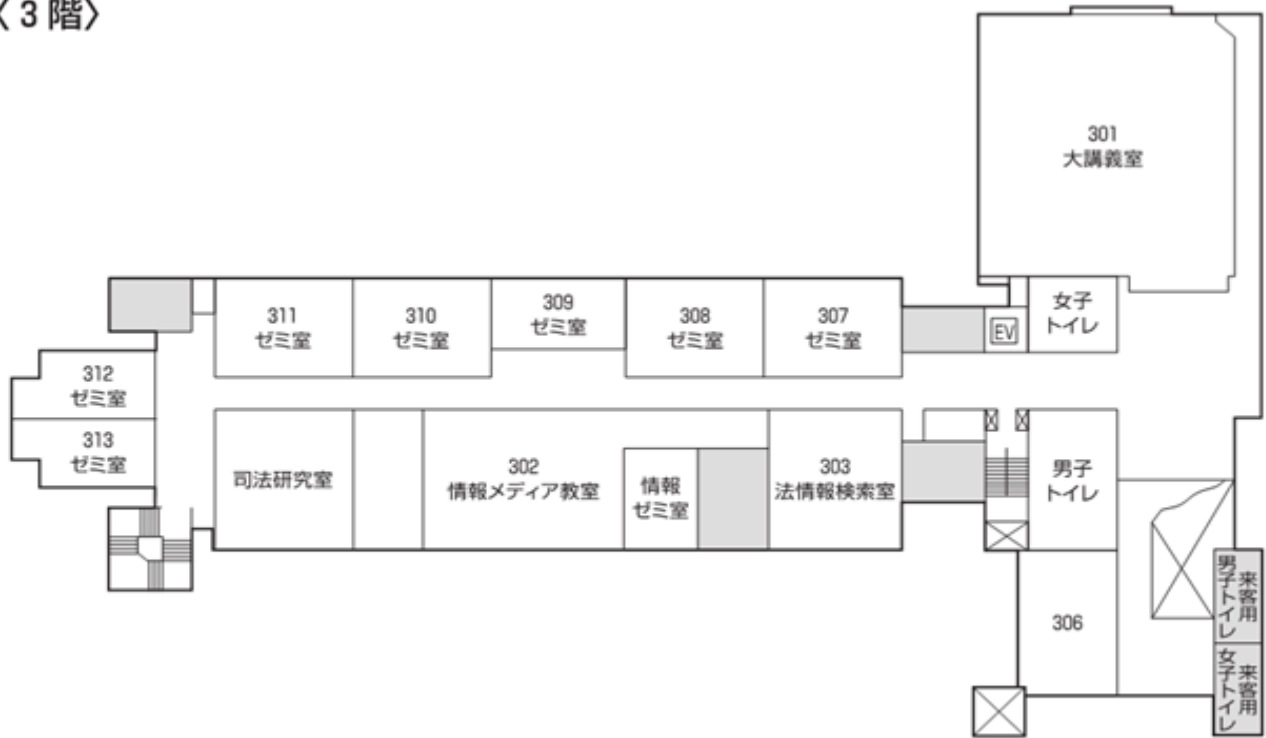 〈3階〉
301
大講義室
311
ゼミ室
310
ゼミ室
309
ゼミ室
308
ゼミ室
307
ゼミ室
EV
女子
トイレ
312
ゼミ室
313
ゼミ室
司法研究室
302
情報メディア教室
情報
ゼミ室
303
法情報検索室
男子
トイレ
306
来客用
男子トイレ
来客用
女子トイレ